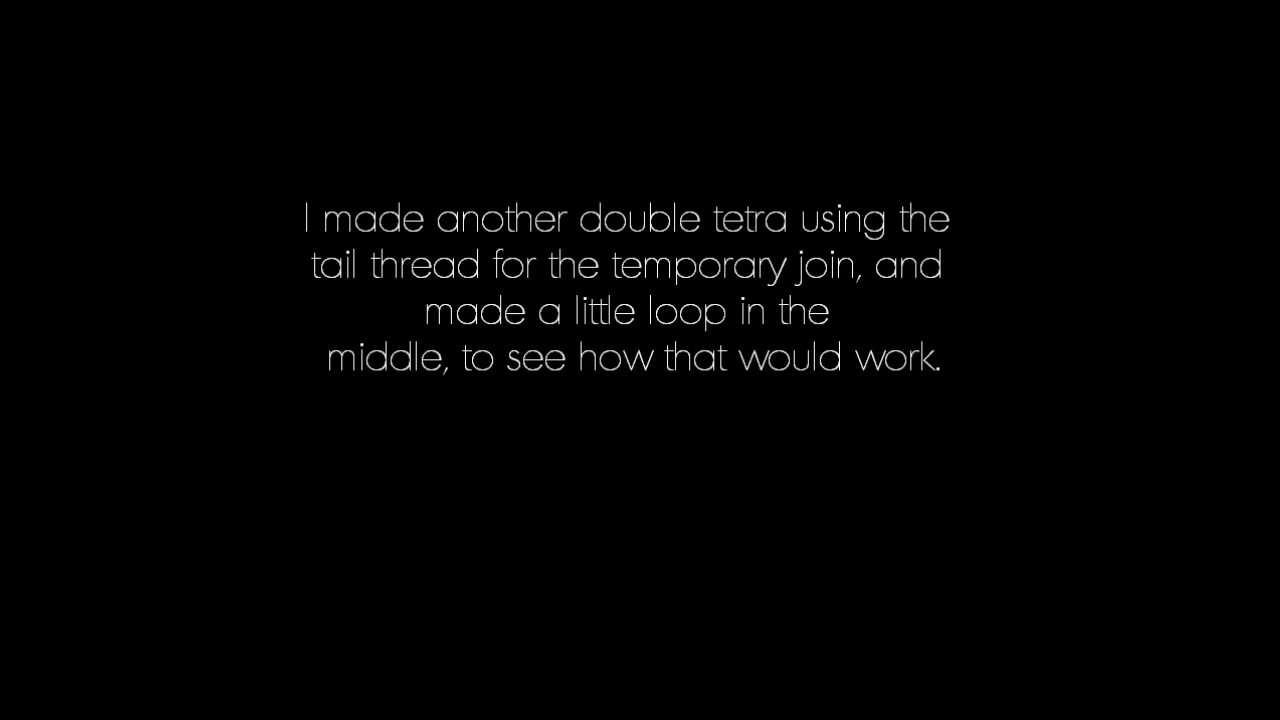 I made another double tetra using the
tail thread for the temporary join, and
made a little loop in the
middle, to see how that would work.